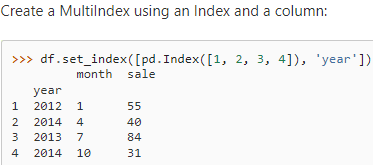 Create a MultiIndex using an Index and a column:
>>> df.set_index([pd.Index([1, 2, 3, 4]), 'year'])
month sale
year
1 2012 1 55
2 2014 4 40
3 2013 7 84
4 2014 10 31